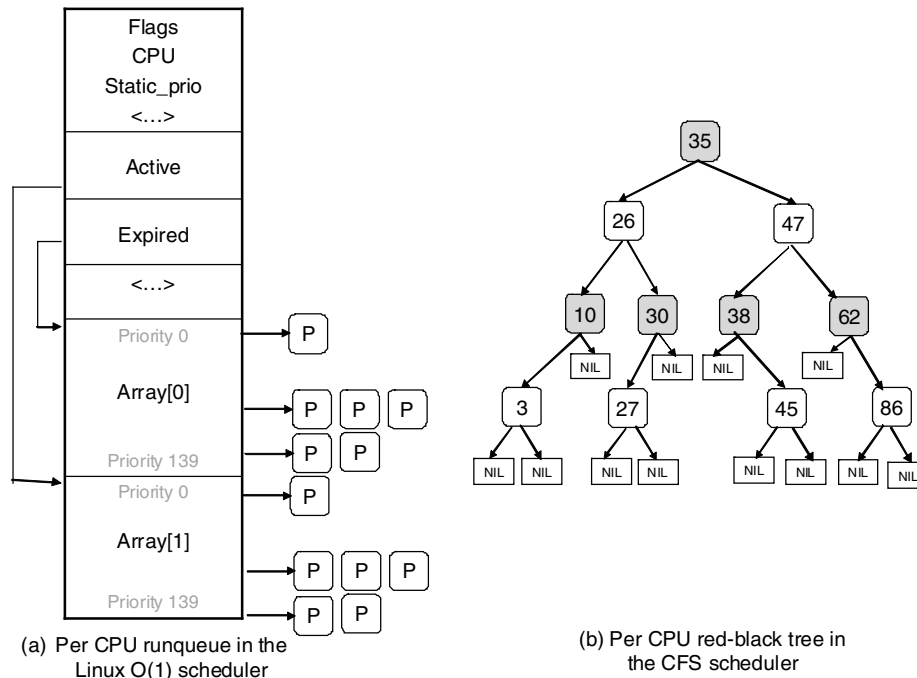 Flags
CPU
Static_prio
<...>
Active
Expired
<...>
Priority 0
P
Array[0]
P P P
Priority 139
P P
Priority 0
P
Array[1]
P P P
Priority 139
P P
(a) Per CPU runqueue in the
Linux O(1) scheduler
35
26 47
10 30 38 62
NIL NIL NIL NIL
3 27 45 86
NIL NIL NIL NIL NIL NIL NIL NIL
(b) Per CPU red-black tree in
the CFS scheduler